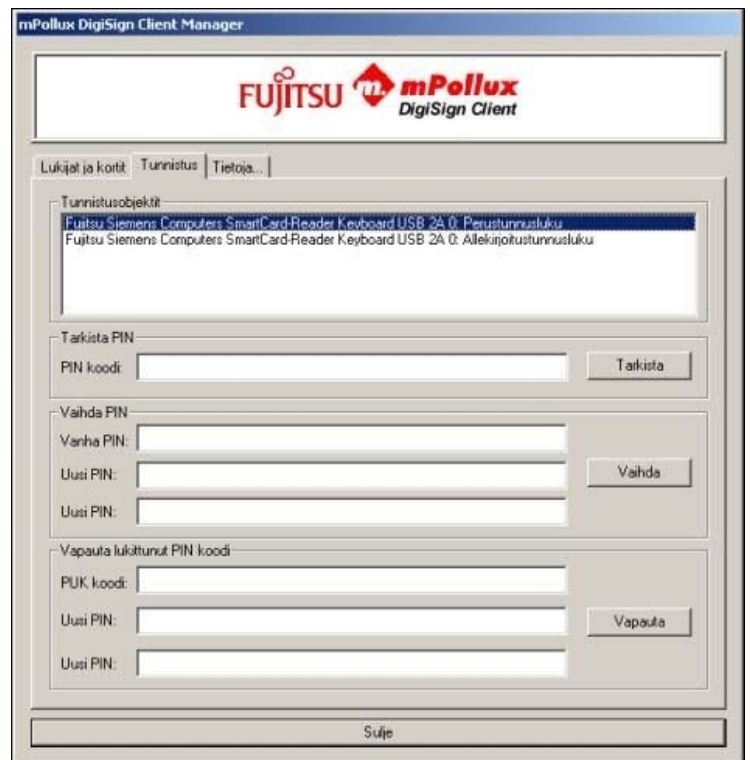 mPollux DigiSign Client Manager
FUJITSU m. mPollux
DigiSign Client
Lukijat ja kortit Tunnistus Tietoja...
Tunnistusobjektit
Fujitsu Siemens Computers SmartCard-Reader Keyboard USB 2A 0: Perustunnusluku
Fujitsu Siemens Computers SmartCard-Reader Keyboard USB 2A 0: Allekirjoitustunnusluku
Tarkista PIN
PIN koodi: Tarkista
Vaihda PIN
Vanha PIN:
Uusi PIN: Vaihda
Uusi PIN:
Vapauta lukittunut PIN koodi
PUK koodi:
Uusi PIN: Vapauta
Uusi PIN:
Sulje